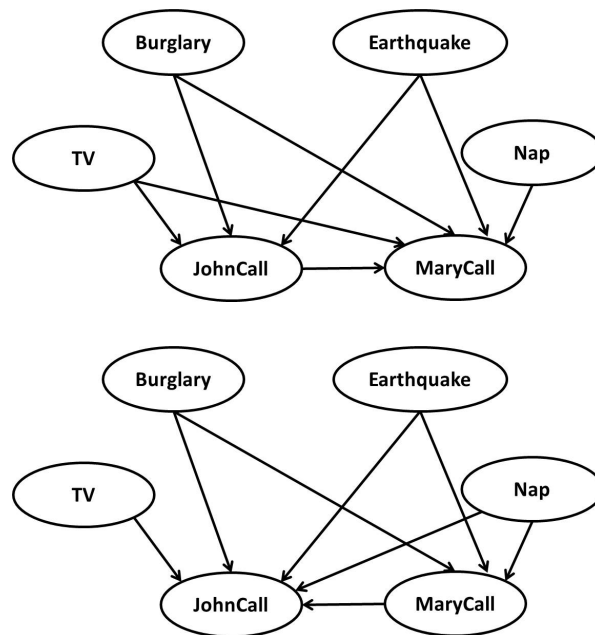 Burglary
Earthquake
TV
Nap
JohnCall
MaryCall
Burglary
Earthquake
TV
Nap
JohnCall
MaryCall